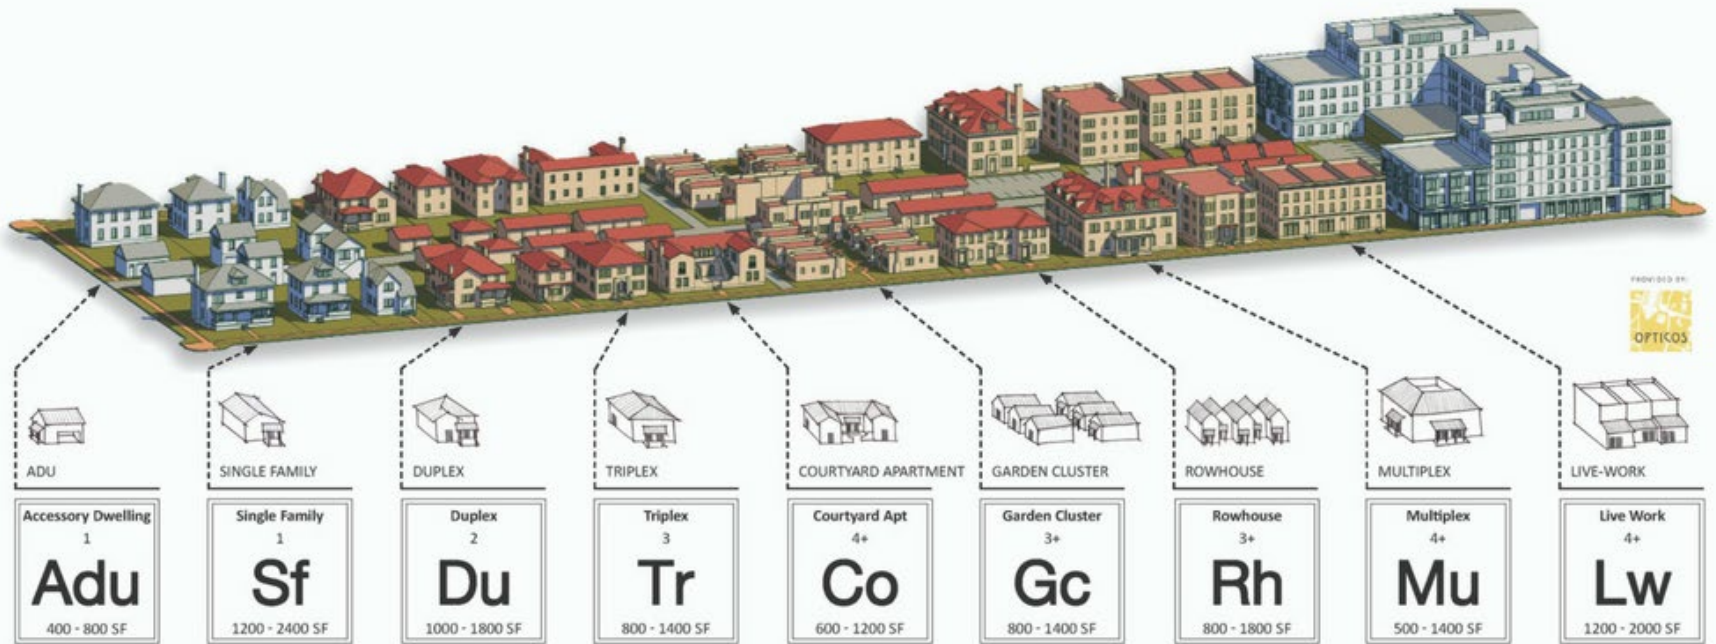 PROVIDED BY:
OPTICOS
ADU
SINGLE FAMILY
DUPLEX
TRIPLEX
COURTYARD APARTMENT
GARDEN CLUSTER
ROWHOUSE
MULTIPLEX
LIVE-WORK
Accessory Dwelling
1
Adu
400 - 800 SF
Single Family
1
Sf
1200 - 2400 SF
Duplex
2
Du
1000 - 1800 SF
Triplex
3
Tr
800 - 1400 SF
Courtyard Apt
4+
Co
600 - 1200 SF
Garden Cluster
3+
Gc
800 - 1400 SF
Rowhouse
3+
Rh
800 - 1800 SF
Multiplex
4+
Mu
500 - 1400 SF
Live Work
4+
Lw
1200 - 2000 SF